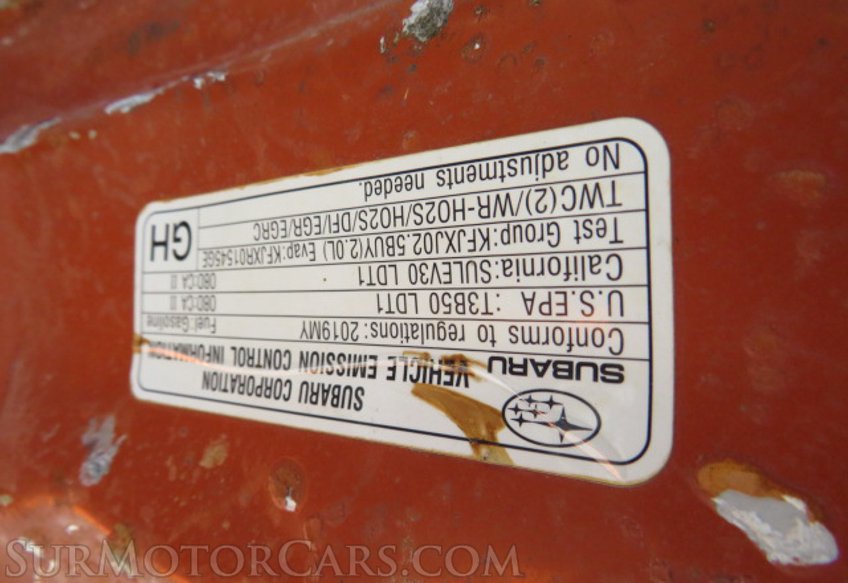 SUBARU CORPORATION
SUBARU VEHICLE EMISSION CONTROL INFORMATION
Conforms to regulations: 2019MY Fuel: Gasoline
U.S.EPA : T3B50 LDT1 OBD:CA II
California: SULEV30 LDT1 OBD:CA II
Test Group: KFJXJ02.5BUY(2.0L) Evap: KFJXR01545GE
TWC(2)/WR-HO2S/HO2S/DFI/EGR/EGRC
No adjustments needed.
GH
SurMotorCars.com